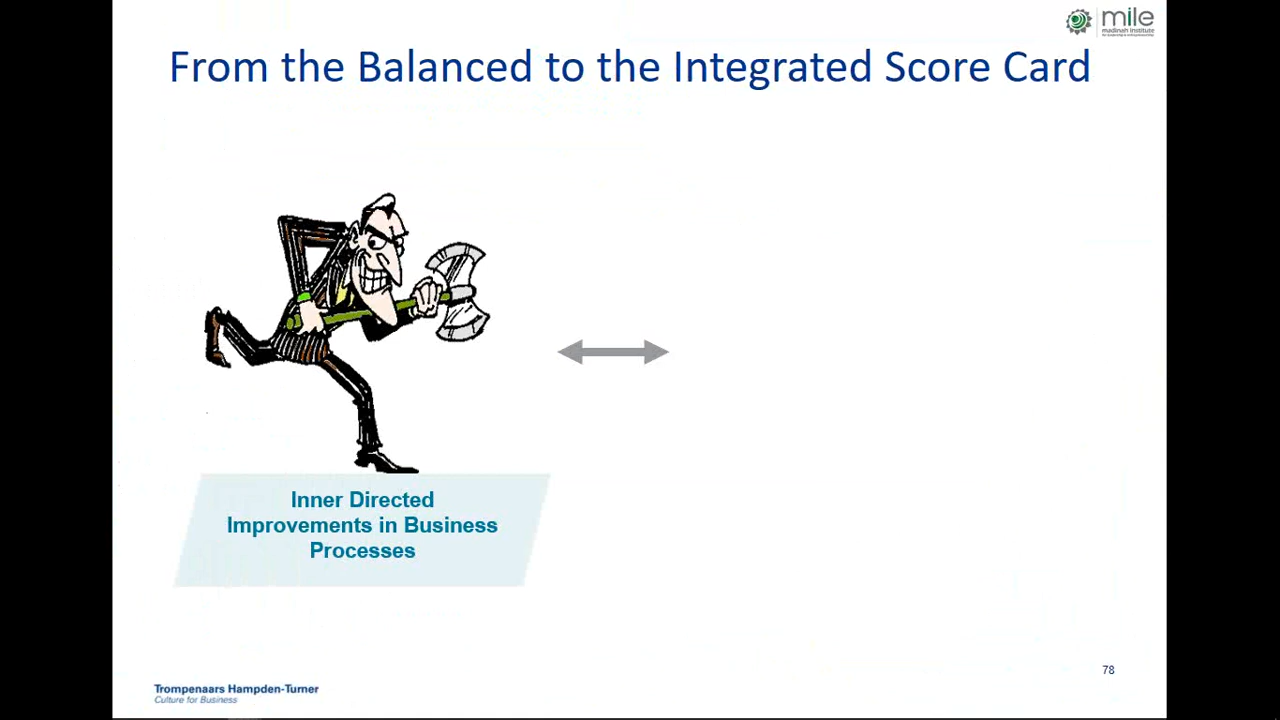 mile
madinah institute
From the Balanced to the Integrated Score Card
Inner Directed
Improvements in Business
Processes
78
Trompenaars Hampden-Turner
Culture for Business